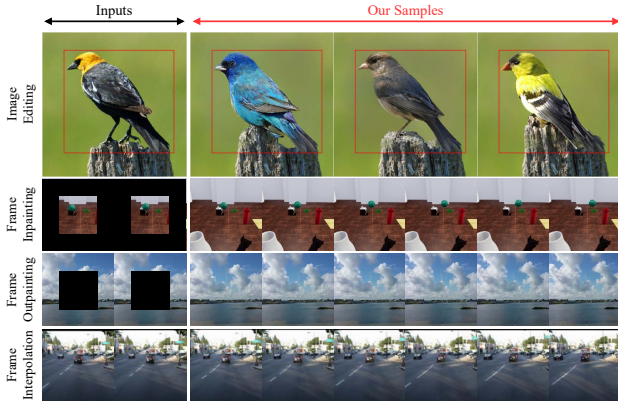 Inputs
Our Samples
Image
Editing
Frame
Inpainting
Frame
Outpainting
Frame
Interpolation